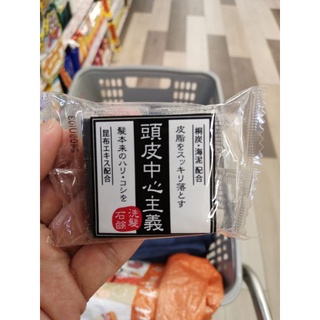 桐炭・海泥 配合
皮脂をスッキリ落とす
頭皮中心主義
洗髪
石鹸
髪本来のハリ・コシを
昆布エキス配合